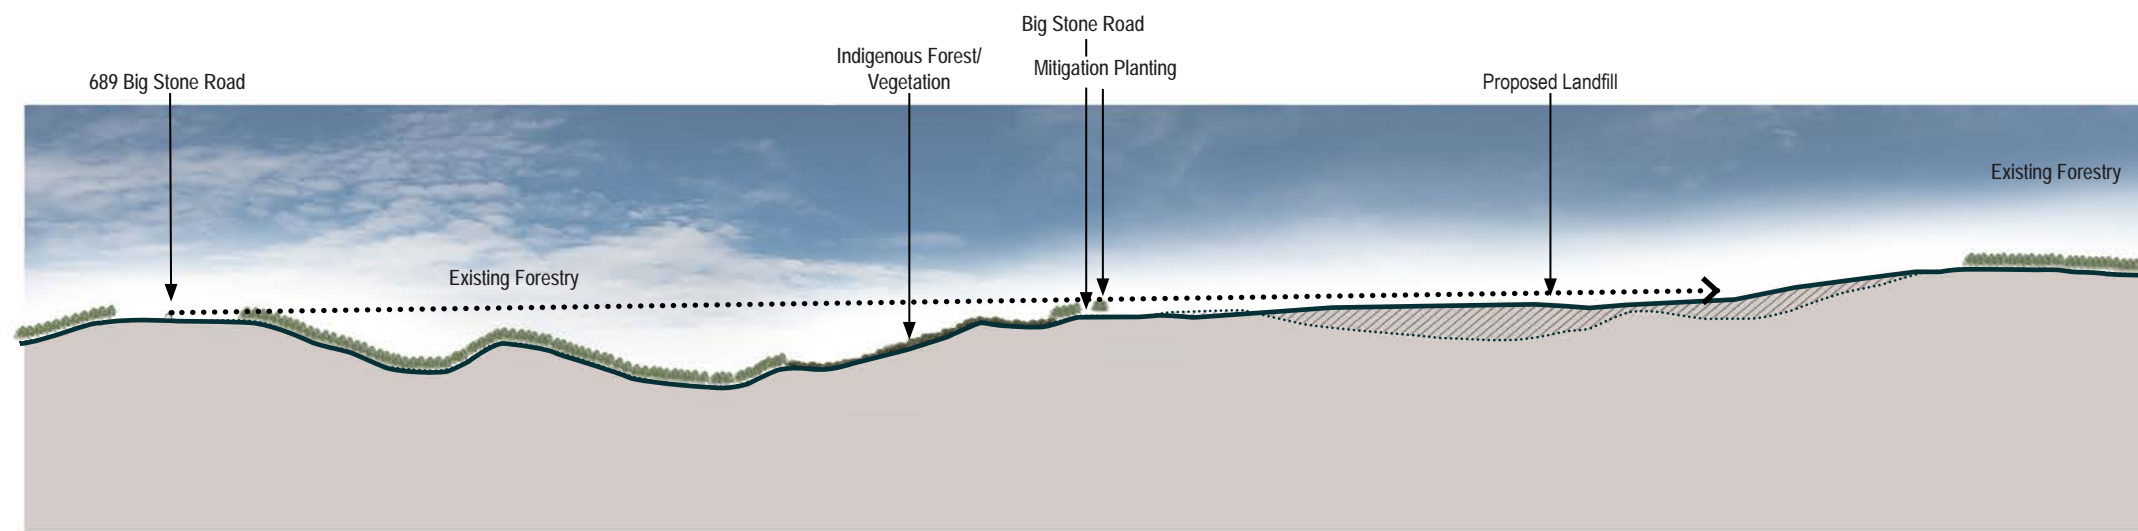 Big Stone Road
Indigenous Forest/
Vegetation
Mitigation Planting
689 Big Stone Road
Proposed Landfill
Existing Forestry
Existing Forestry